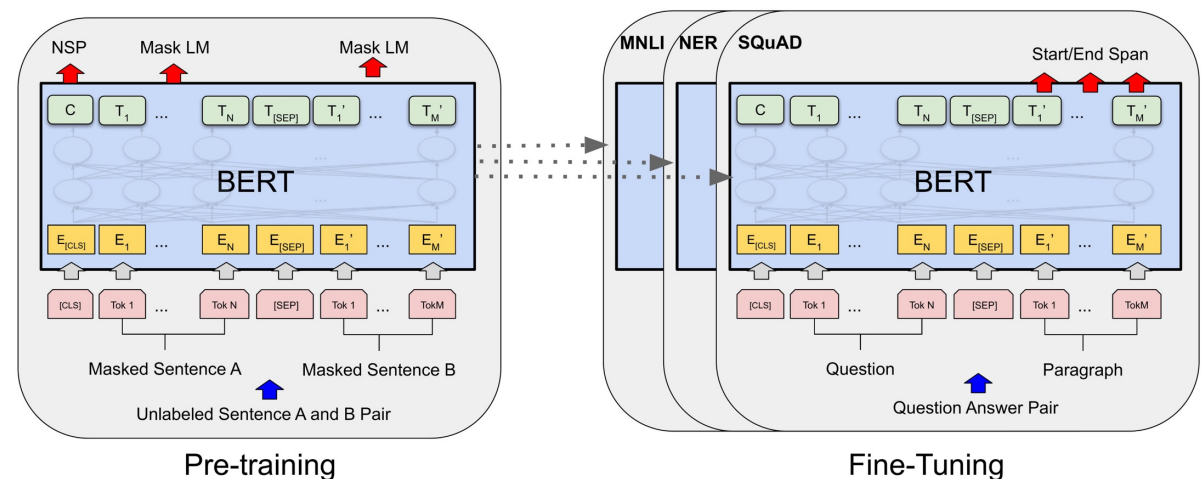 NSP Mask LM Mask LM
C T1 ... TN T[SEP] T1' ... TM'
...
...
BERT
E[CLS] E1 ... EN E[SEP] E1' ... EM'
[CLS] Tok 1 ... Tok N [SEP] Tok 1 ... TokM
Masked Sentence A Masked Sentence B
Unlabeled Sentence A and B Pair
Pre-training
MNLI NER SQuAD
Start/End Span
C T1 ... TN T[SEP] T1' ... TM'
...
...
BERT
E[CLS] E1 ... EN E[SEP] E1' ... EM'
[CLS] Tok 1 ... Tok N [SEP] Tok 1 ... TokM
Question Paragraph
Question Answer Pair
Fine-Tuning